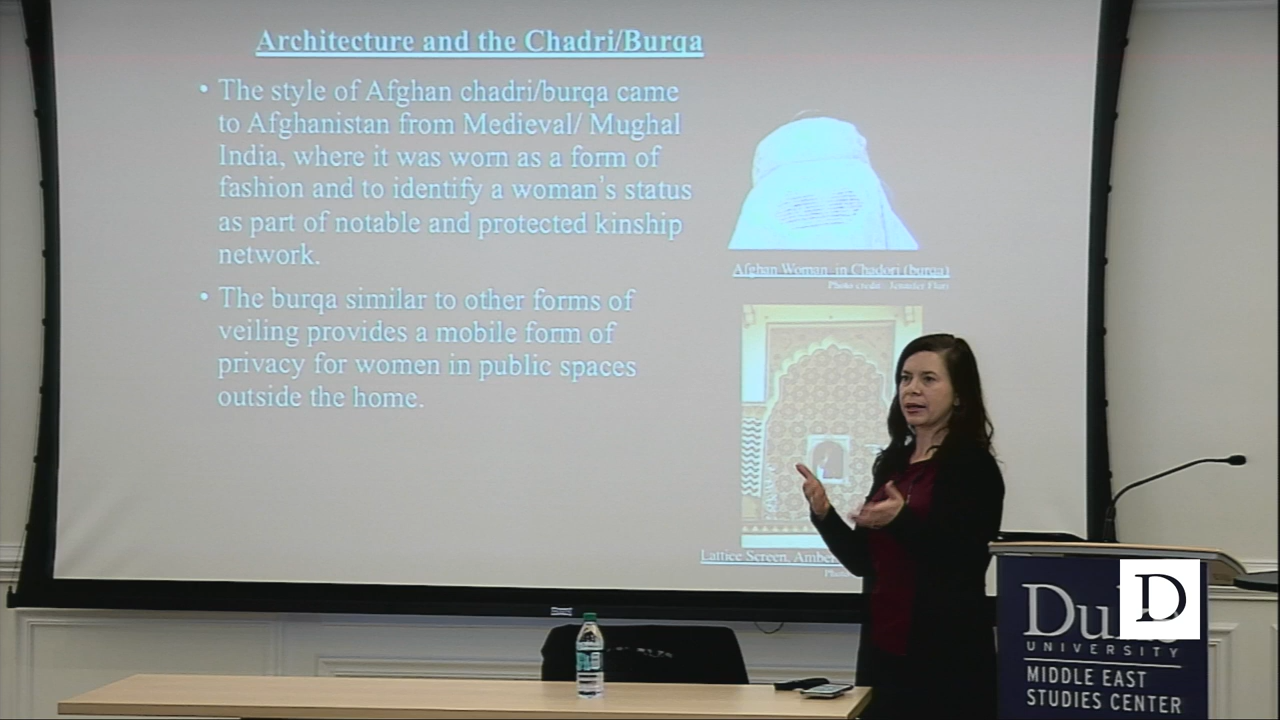 Architecture and the Chadri/Burqa
• The style of Afghan chadri/burqa came
to Afghanistan from Medieval/ Mughal
India, where it was worn as a form of
fashion and to identify a woman's status
as part of notable and protected kinship
network.
• The burqa similar to other forms of
veiling provides a mobile form of
privacy for women in public spaces
outside the home.
Afghan Woman in Chadori (burqa)
Photo credit: Jennifer Fluri
Lattice Screen, Amber
Duke
D
UNIVERSITY
MIDDLE EAST
STUDIES CENTER